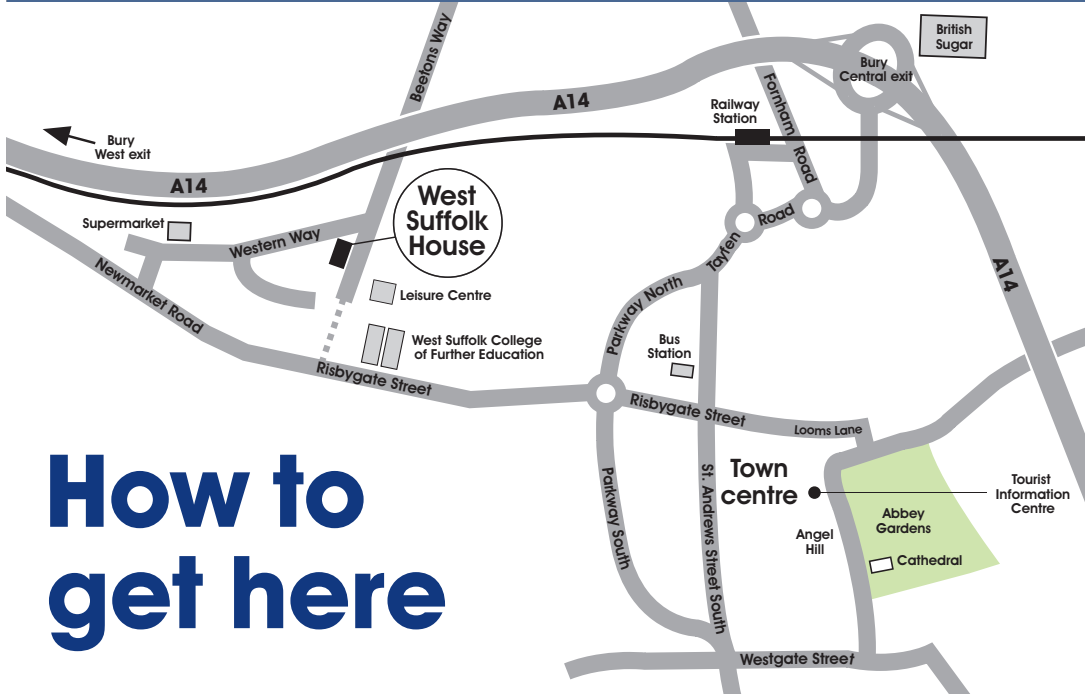 Beetons Way
British
Sugar
Bury
Central exit
A14
Railway
Station
Fornham Road
Bury
West exit
A14
West
Suffolk
House
Supermarket
Western Way
Tayfen Road
A14
Newmarket Road
Leisure Centre
Parkway North
West Suffolk College
of Further Education
Bus
Station
Risbygate Street
Risbygate Street
Looms Lane
How to
get here
Parkway South
St. Andrews Street South
Town
centre
Tourist
Information
Centre
Angel
Hill
Abbey
Gardens
Cathedral
Westgate Street